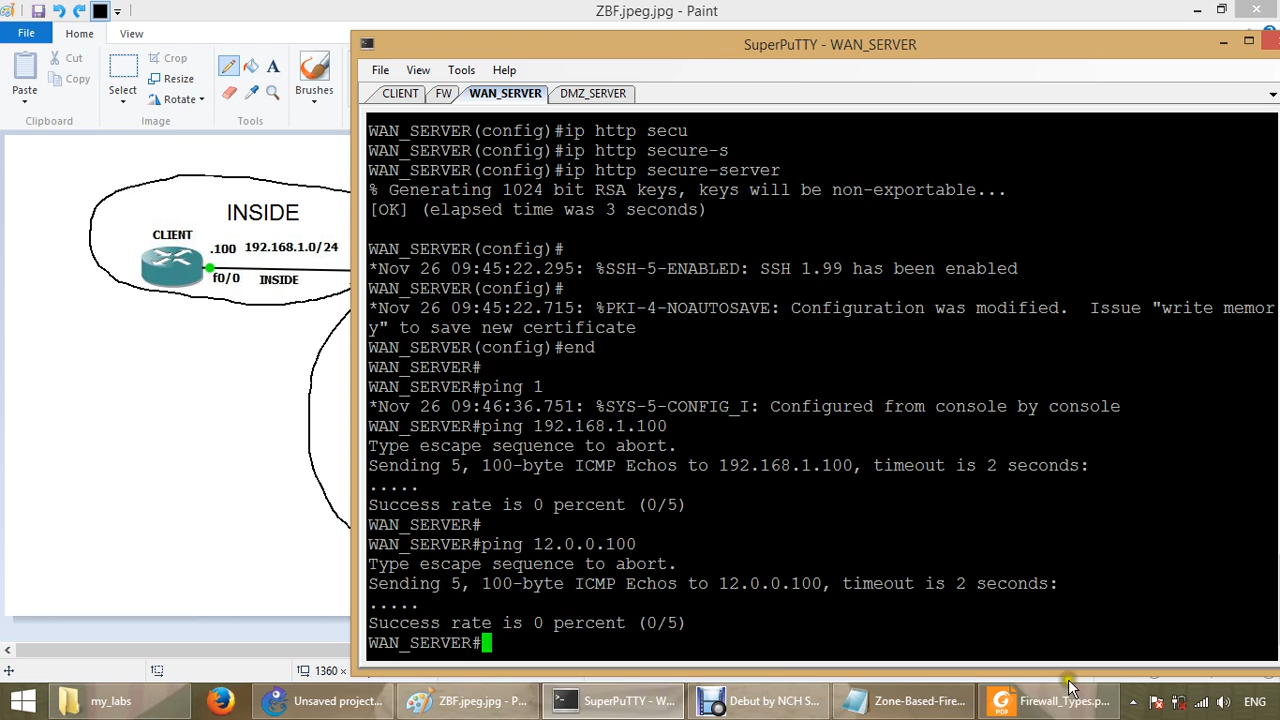 ZBF.jpeg.jpg - Paint
File
Home
View
Paste
Cut
Copy
Clipboard
Select
Crop
Resize
Rotate
Image
A
Tools
Brushes
SuperPuTTY - WAN_SERVER
File View Tools Help
CLIENT FW WAN_SERVER DMZ_SERVER
WAN_SERVER(config)#ip http secu
WAN_SERVER(config)#ip http secure-s
WAN_SERVER(config)#ip http secure-server
% Generating 1024 bit RSA keys, keys will be non-exportable...
[OK] (elapsed time was 3 seconds)
WAN_SERVER(config)#
*Nov 26 09:45:22.295: %SSH-5-ENABLED: SSH 1.99 has been enabled
WAN_SERVER(config)#
*Nov 26 09:45:22.715: %PKI-4-NOAUTOSAVE: Configuration was modified.  Issue "write memor
y" to save new certificate
WAN_SERVER(config)#end
WAN_SERVER#
WAN_SERVER#ping 1
*Nov 26 09:46:36.751: %SYS-5-CONFIG_I: Configured from console by console
WAN_SERVER#ping 192.168.1.100
Type escape sequence to abort.
Sending 5, 100-byte ICMP Echos to 192.168.1.100, timeout is 2 seconds:
.....
Success rate is 0 percent (0/5)
WAN_SERVER#
WAN_SERVER#ping 12.0.0.100
Type escape sequence to abort.
Sending 5, 100-byte ICMP Echos to 12.0.0.100, timeout is 2 seconds:
.....
Success rate is 0 percent (0/5)
WAN_SERVER#
INSIDE
CLIENT
.100 192.168.1.0/24
f0/0 INSIDE
1360 ×
my_labs
Unsaved project...
ZBF.jpeg.jpg - P...
SuperPuTTY - W...
Debut by NCH S...
Zone-Based-Fire...
PDF
Firewall_Types.p...
ENG